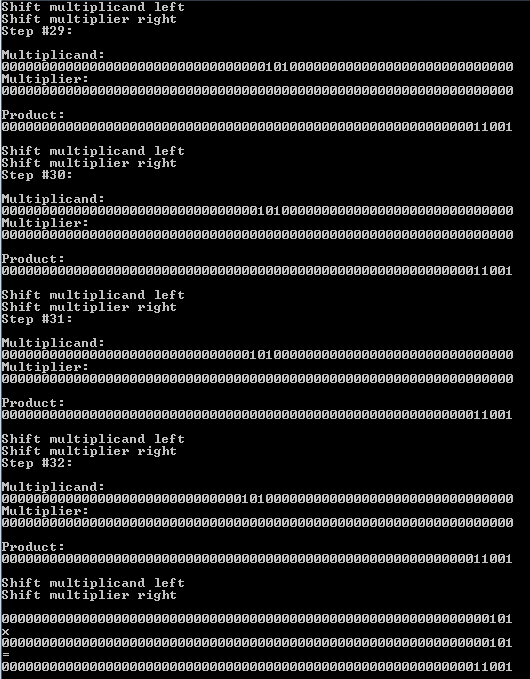 Shift multiplicand left
Shift multiplier right
Step #29:
Multiplicand:
0000000000000000000000000000000001010000000000000000000000000000
Multiplier:
0000000000000000000000000000000000000000000000000000000000000000
Product:
0000000000000000000000000000000000000000000000000000000000011001
Shift multiplicand left
Shift multiplier right
Step #30:
Multiplicand:
0000000000000000000000000000000010100000000000000000000000000000
Multiplier:
0000000000000000000000000000000000000000000000000000000000000000
Product:
0000000000000000000000000000000000000000000000000000000000011001
Shift multiplicand left
Shift multiplier right
Step #31:
Multiplicand:
0000000000000000000000000000000101000000000000000000000000000000
Multiplier:
0000000000000000000000000000000000000000000000000000000000000000
Product:
0000000000000000000000000000000000000000000000000000000000011001
Shift multiplicand left
Shift multiplier right
Step #32:
Multiplicand:
0000000000000000000000000000001010000000000000000000000000000000
Multiplier:
0000000000000000000000000000000000000000000000000000000000000000
Product:
0000000000000000000000000000000000000000000000000000000000011001
Shift multiplicand left
Shift multiplier right
0000000000000000000000000000000000000000000000000000000000000101
x
0000000000000000000000000000000000000000000000000000000000000101
=
0000000000000000000000000000000000000000000000000000000000011001